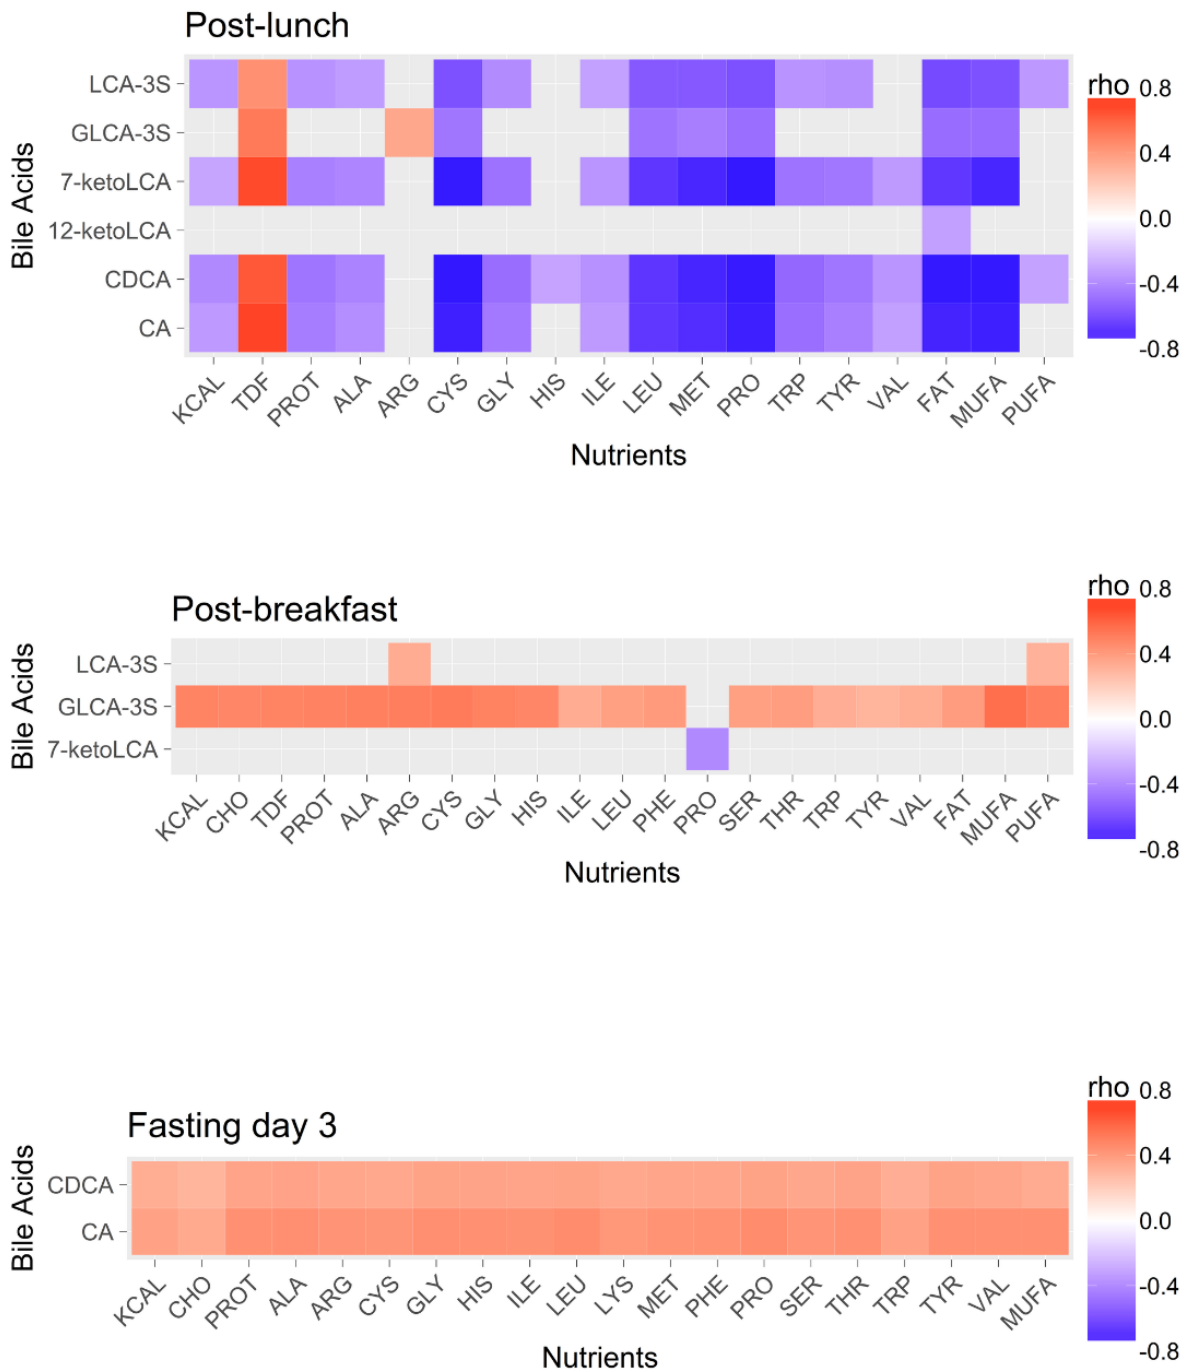 Post-lunch
Bile Acids
LCA-3S
GLCA-3S
7-ketoLCA
12-ketoLCA
CDCA
CA
KCAL TDF PROT ALA ARG CYS GLY HIS ILE LEU MET PRO TRP TYR VAL FAT MUFA PUFA
Nutrients
rho
0.8
0.4
0.0
-0.4
-0.8
Post-breakfast
Bile Acids
LCA-3S
GLCA-3S
7-ketoLCA
KCAL CHO TDF PROT ALA ARG CYS GLY HIS ILE LEU PHE PRO SER THR TRP TYR VAL FAT MUFA PUFA
Nutrients
rho
0.8
0.4
0.0
-0.4
-0.8
Fasting day 3
Bile Acids
CDCA
CA
KCAL CHO PROT ALA ARG CYS GLY HIS ILE LEU LYS MET PHE PRO SER THR TRP TYR VAL MUFA
Nutrients
rho
0.8
0.4
0.0
-0.4
-0.8